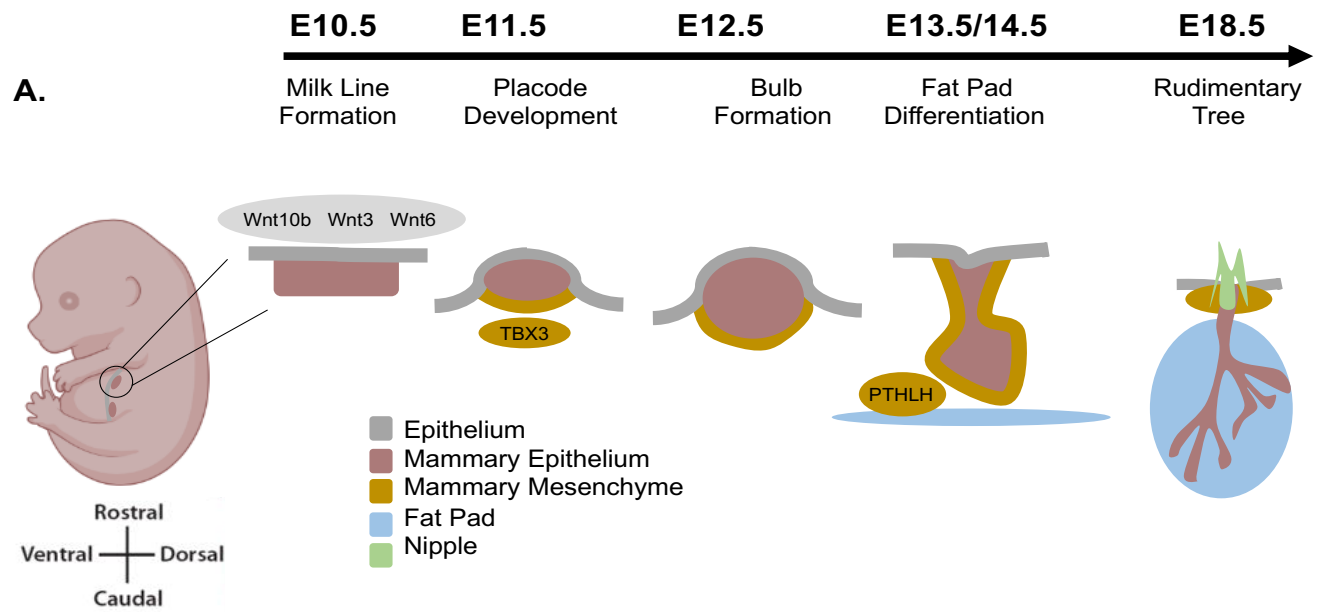 E10.5 E11.5 E12.5 E13.5/14.5 E18.5
A.
Milk Line
Formation
Placode
Development
Bulb
Formation
Fat Pad
Differentiation
Rudimentary
Tree
Wnt10b Wnt3 Wnt6
TBX3
PTHLH
Epithelium
Mammary Epithelium
Mammary Mesenchyme
Fat Pad
Nipple
Rostral
Ventral Dorsal
Caudal